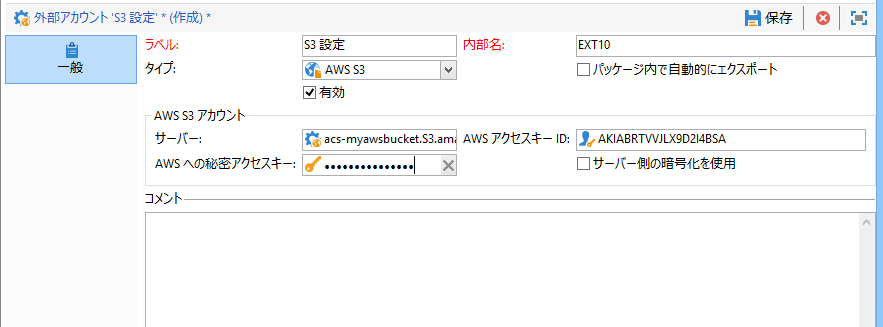 外部アカウント 'S3 設定' * (作成) *
保存
一般
ラベル: S3 設定 内部名: EXT10
タイプ: AWS S3 パッケージ内で自動的にエクスポート
有効
AWS S3 アカウント
サーバー: acs-myawsbucket.S3.ama AWS アクセスキー ID: AKIABRTVVJLX9D2I4BSA
AWS への秘密アクセスキー: ••••••••••••••• サーバー側の暗号化を使用
コメント